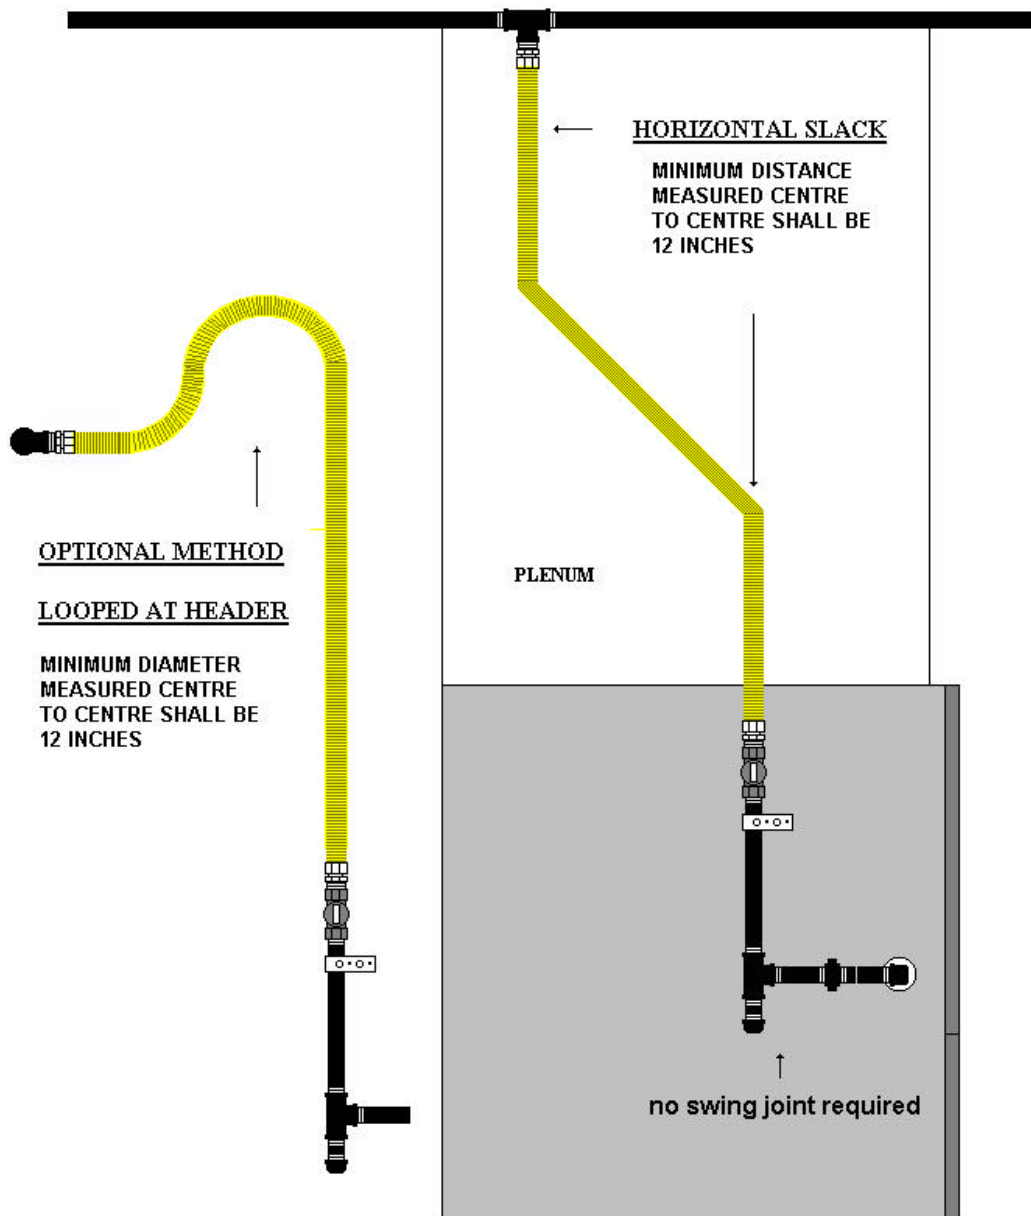 HORIZONTAL SLACK
MINIMUM DISTANCE
MEASURED CENTRE
TO CENTRE SHALL BE
12 INCHES
OPTIONAL METHOD
LOOPED AT HEADER
MINIMUM DIAMETER
MEASURED CENTRE
TO CENTRE SHALL BE
12 INCHES
PLENUM
no swing joint required